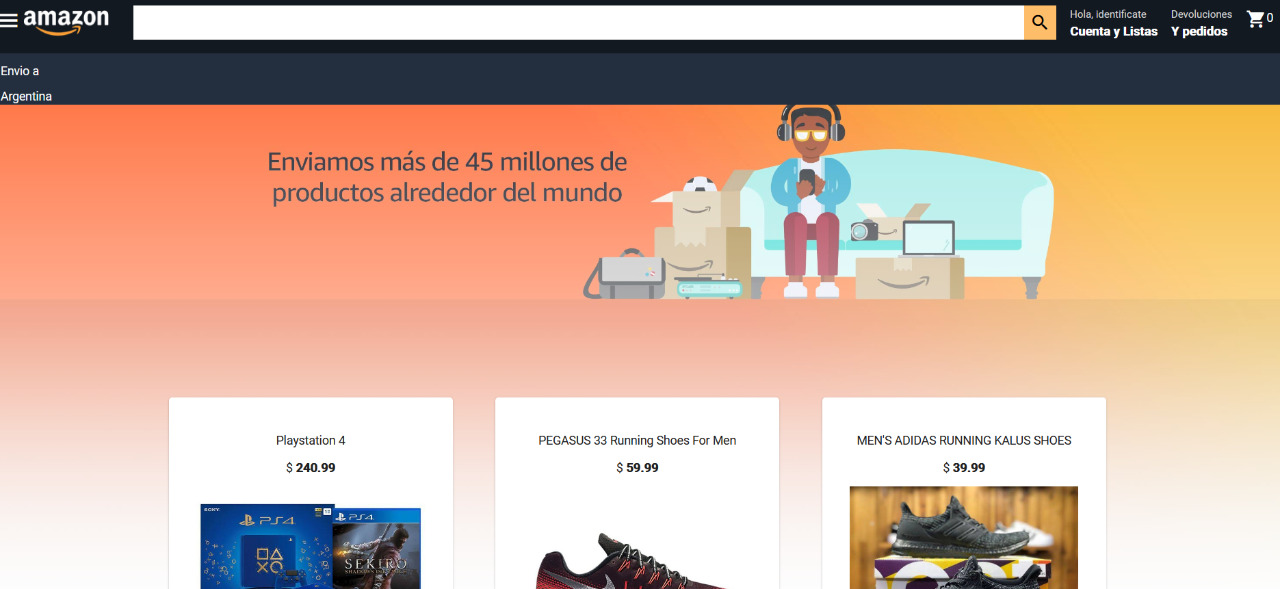 amazon
Hola, identificate
Cuenta y Listas
Devoluciones
Y pedidos
0
Envio a
Argentina
Enviamos más de 45 millones de
productos alrededor del mundo
Playstation 4
$ 240.99
PEGASUS 33 Running Shoes For Men
$ 59.99
MEN'S ADIDAS RUNNING KALUS SHOES
$ 39.99
SONY
PS4
PS4
SEKIRO